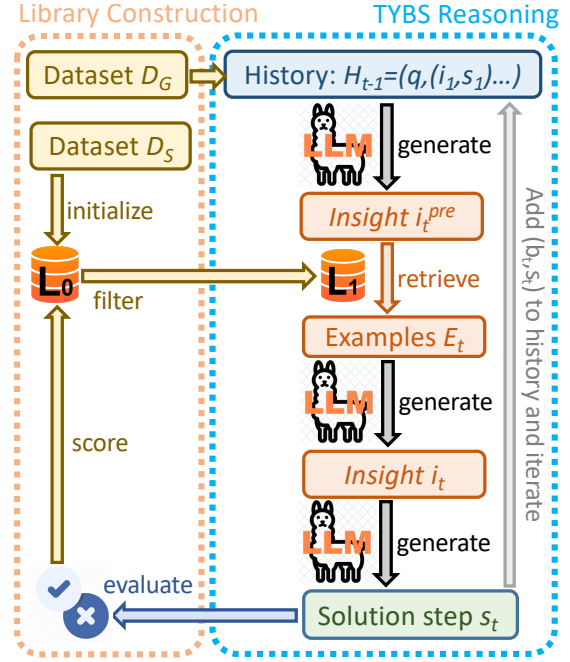 Library Construction
TYBS Reasoning
Dataset D_G
History: H_{t-1}=(q,(i_1,s_1)...)
LLM
generate
Dataset D_S
initialize
Insight i_t^{pre}
L_0
filter
L_1
retrieve
Examples E_t
LLM
generate
score
Insight i_t
LLM
generate
evaluate
Solution step s_t
Add (b_t,s_t) to history and iterate